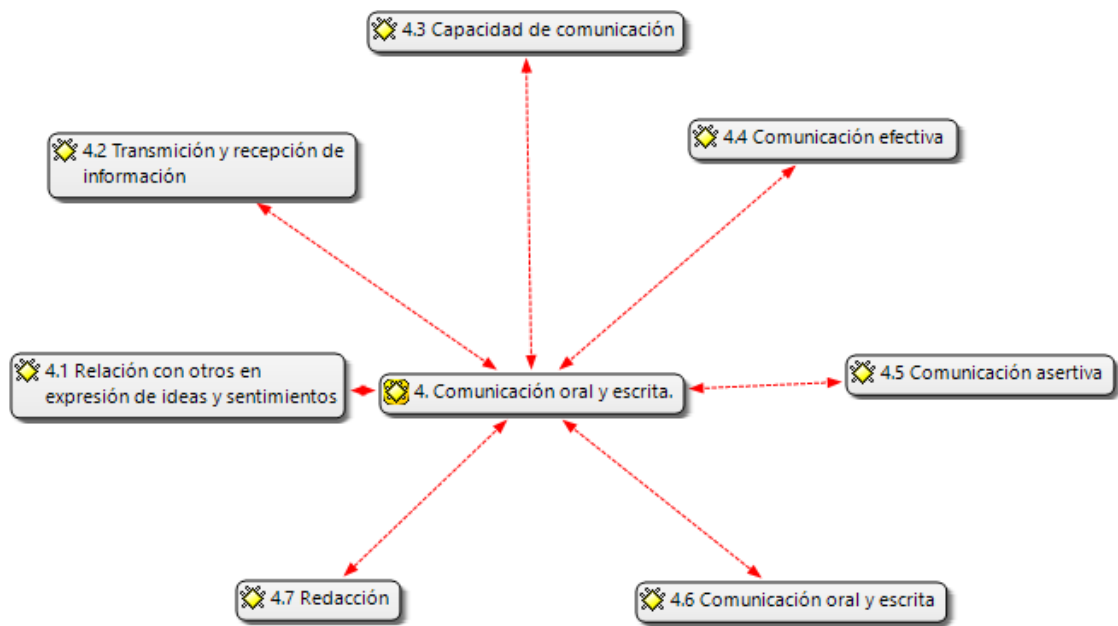 4.3 Capacidad de comunicación
4.4 Comunicación efectiva
4.2 Transmición y recepción de
información
4.1 Relación con otros en
expresión de ideas y sentimientos
4. Comunicación oral y escrita.
4.5 Comunicación asertiva
4.7 Redacción
4.6 Comunicación oral y escrita